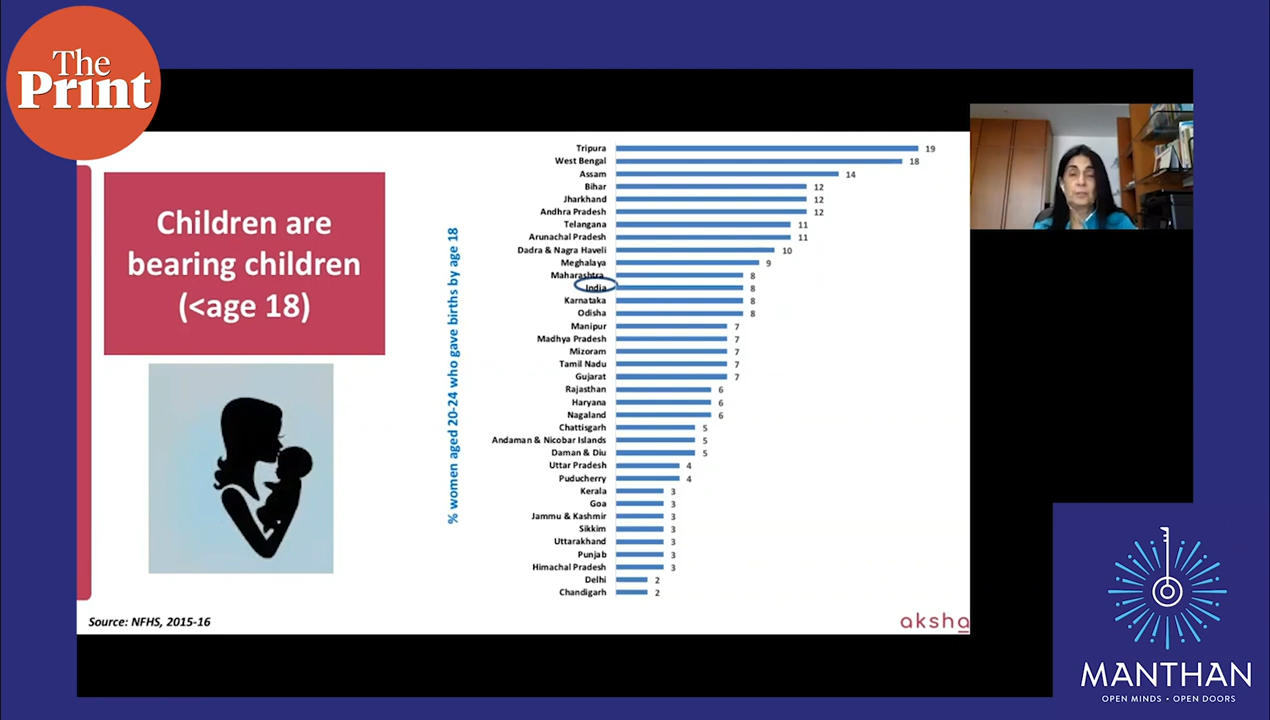 The
Print
Children are
bearing children
(<age 18)
% women aged 20-24 who gave births by age 18
Tripura 19
West Bengal 18
Assam 14
Bihar 12
Jharkhand 12
Andhra Pradesh 12
Telangana 11
Arunachal Pradesh 11
Dadra & Nagra Haveli 10
Meghalaya 9
Maharashtra 8
India 8
Karnataka 8
Odisha 8
Manipur 7
Madhya Pradesh 7
Mizoram 7
Tamil Nadu 7
Gujarat 7
Rajasthan 6
Haryana 6
Nagaland 6
Chattisgarh 5
Andaman & Nicobar Islands 5
Daman & Diu 5
Uttar Pradesh 4
Puducherry 4
Kerala 3
Goa 3
Jammu & Kashmir 3
Sikkim 3
Uttarakhand 3
Punjab 3
Himachal Pradesh 3
Delhi 2
Chandigarh 2
Source: NFHS, 2015-16
aksha
MANTHAN
OPEN MINDS • OPEN DOORS